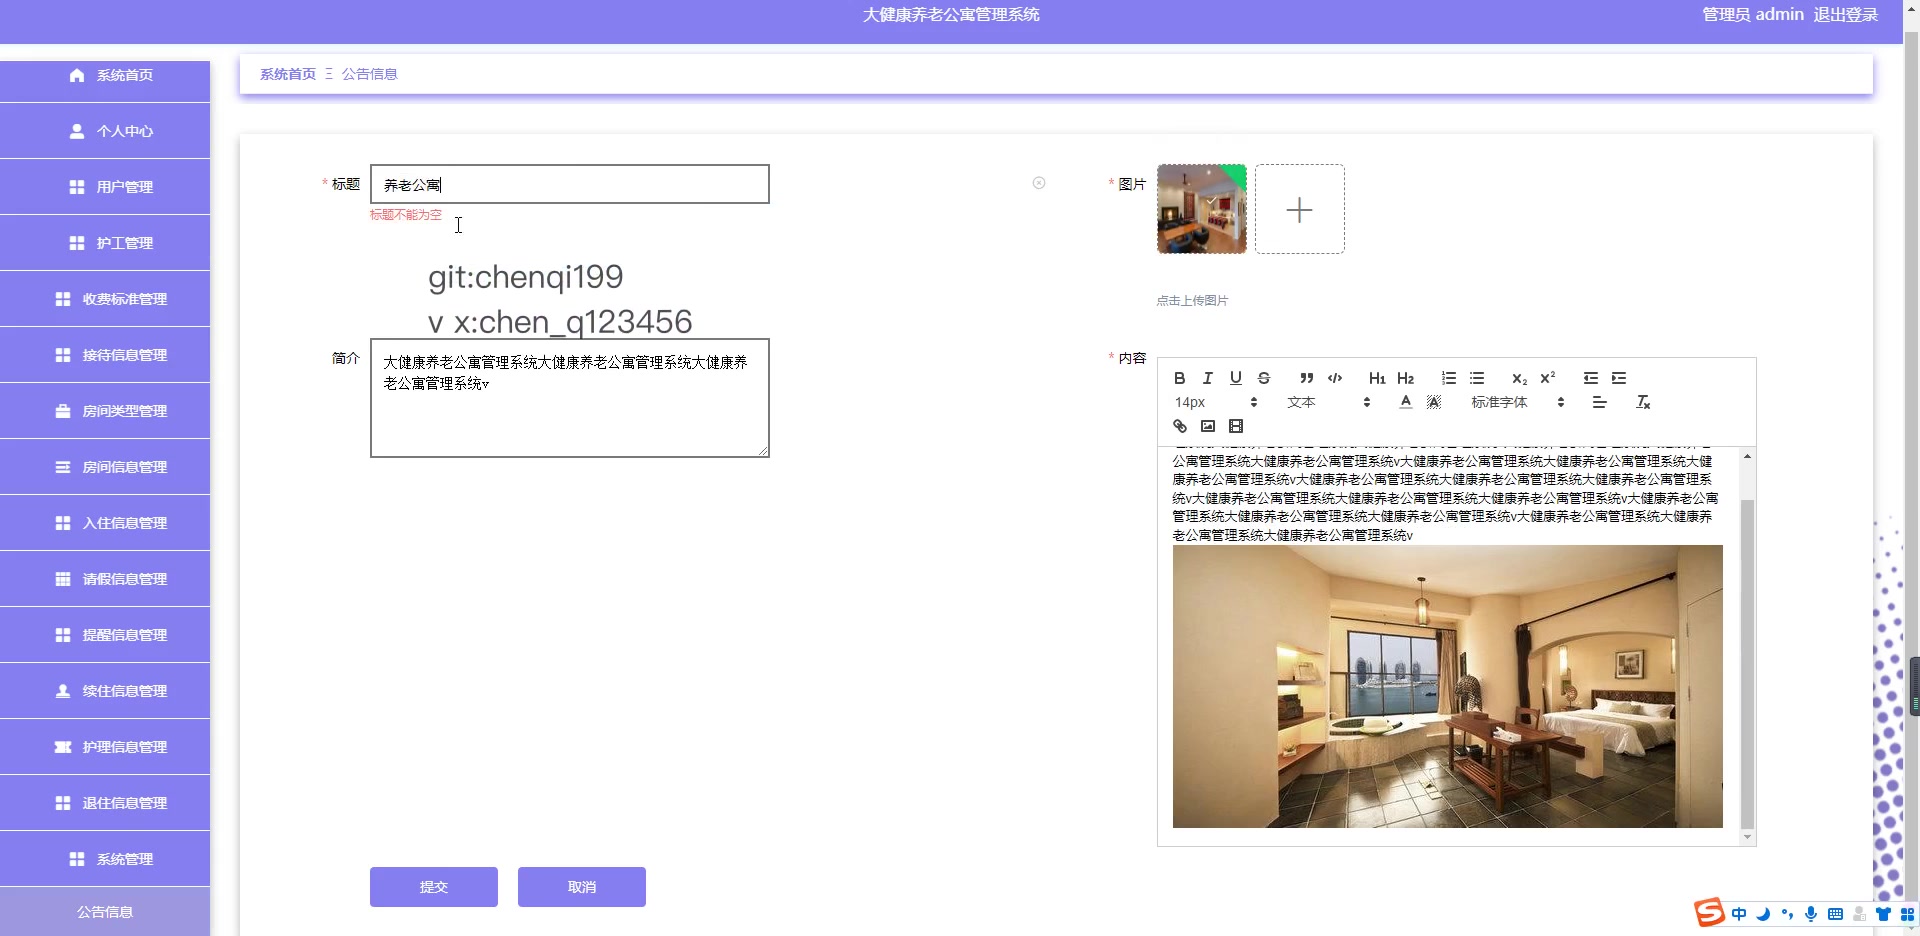 大健康养老公寓管理系统
管理员 admin 退出登录
系统首页
个人中心
用户管理
护工管理
收费标准管理
接待信息管理
房间类型管理
房间信息管理
入住信息管理
请假信息管理
提醒信息管理
续住信息管理
护理信息管理
退住信息管理
系统管理
公告信息
系统首页 Ξ 公告信息
* 标题
养老公寓
标题不能为空
git:chenqi199
v x:chen_q123456
* 图片
点击上传图片
简介
大健康养老公寓管理系统大健康养老公寓管理系统大健康养
老公寓管理系统v
* 内容
B I U S H1 H2 X2 X2
14px 文本 A A 标准字体 Tx
公寓管理系统大健康养老公寓管理系统v大健康养老公寓管理系统大健康养老公寓管理系统大健
康养老公寓管理系统v大健康养老公寓管理系统大健康养老公寓管理系统大健康养老公寓管理系
统v大健康养老公寓管理系统大健康养老公寓管理系统大健康养老公寓管理系统v大健康养老公寓
管理系统大健康养老公寓管理系统大健康养老公寓管理系统v大健康养老公寓管理系统大健康养
老公寓管理系统大健康养老公寓管理系统v
提交
取消
S 中